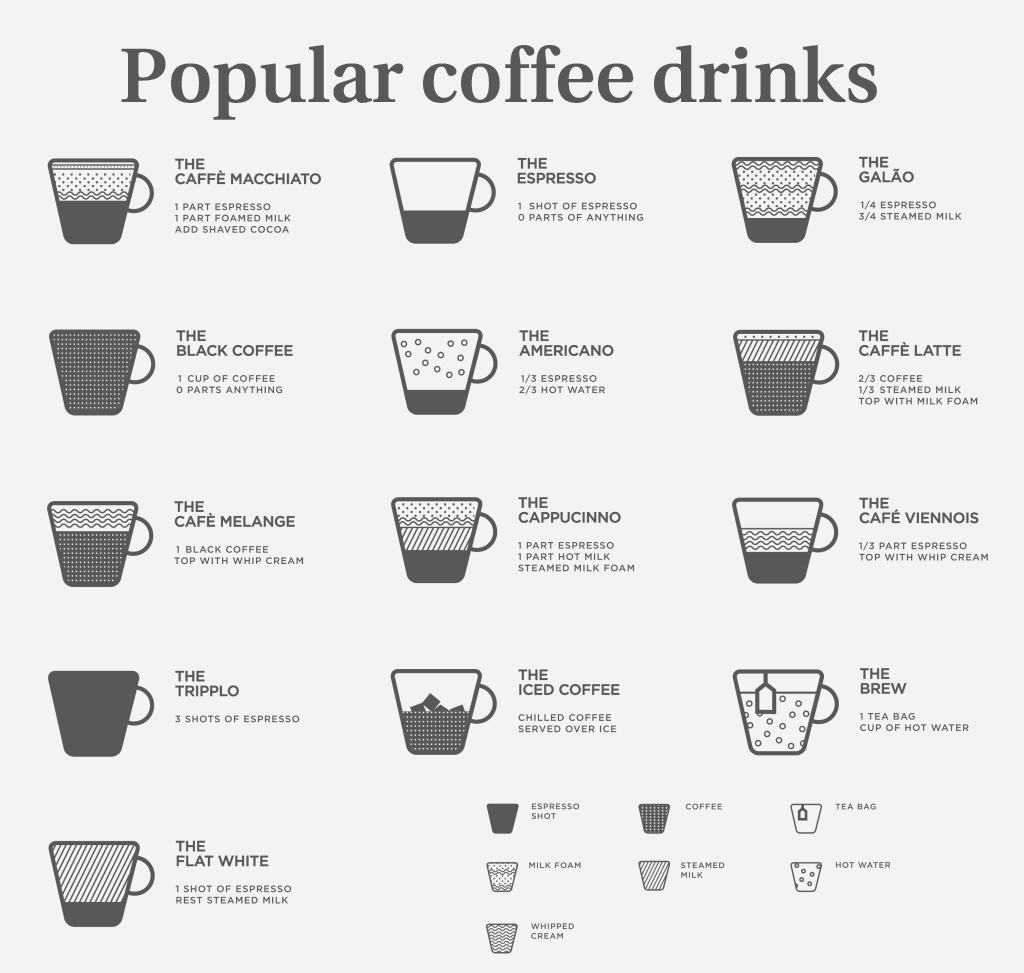 Popular coffee drinks
THE
CAFFÈ MACCHIATO
1 PART ESPRESSO
1 PART FOAMED MILK
ADD SHAVED COCOA
THE
ESPRESSO
1 SHOT OF ESPRESSO
0 PARTS OF ANYTHING
THE
GALÃO
1/4 ESPRESSO
3/4 STEAMED MILK
THE
BLACK COFFEE
1 CUP OF COFFEE
0 PARTS ANYTHING
THE
AMERICANO
1/3 ESPRESSO
2/3 HOT WATER
THE
CAFFÈ LATTE
2/3 COFFEE
1/3 STEAMED MILK
TOP WITH MILK FOAM
THE
CAFÈ MELANGE
1 BLACK COFFEE
TOP WITH WHIP CREAM
THE
CAPPUCINNO
1 PART ESPRESSO
1 PART HOT MILK
STEAMED MILK FOAM
THE
CAFÉ VIENNOIS
1/3 PART ESPRESSO
TOP WITH WHIP CREAM
THE
TRIPPLO
3 SHOTS OF ESPRESSO
THE
ICED COFFEE
CHILLED COFFEE
SERVED OVER ICE
THE
BREW
1 TEA BAG
CUP OF HOT WATER
THE
FLAT WHITE
1 SHOT OF ESPRESSO
REST STEAMED MILK
ESPRESSO
SHOT
COFFEE
TEA BAG
MILK FOAM
STEAMED
MILK
HOT WATER
WHIPPED
CREAM